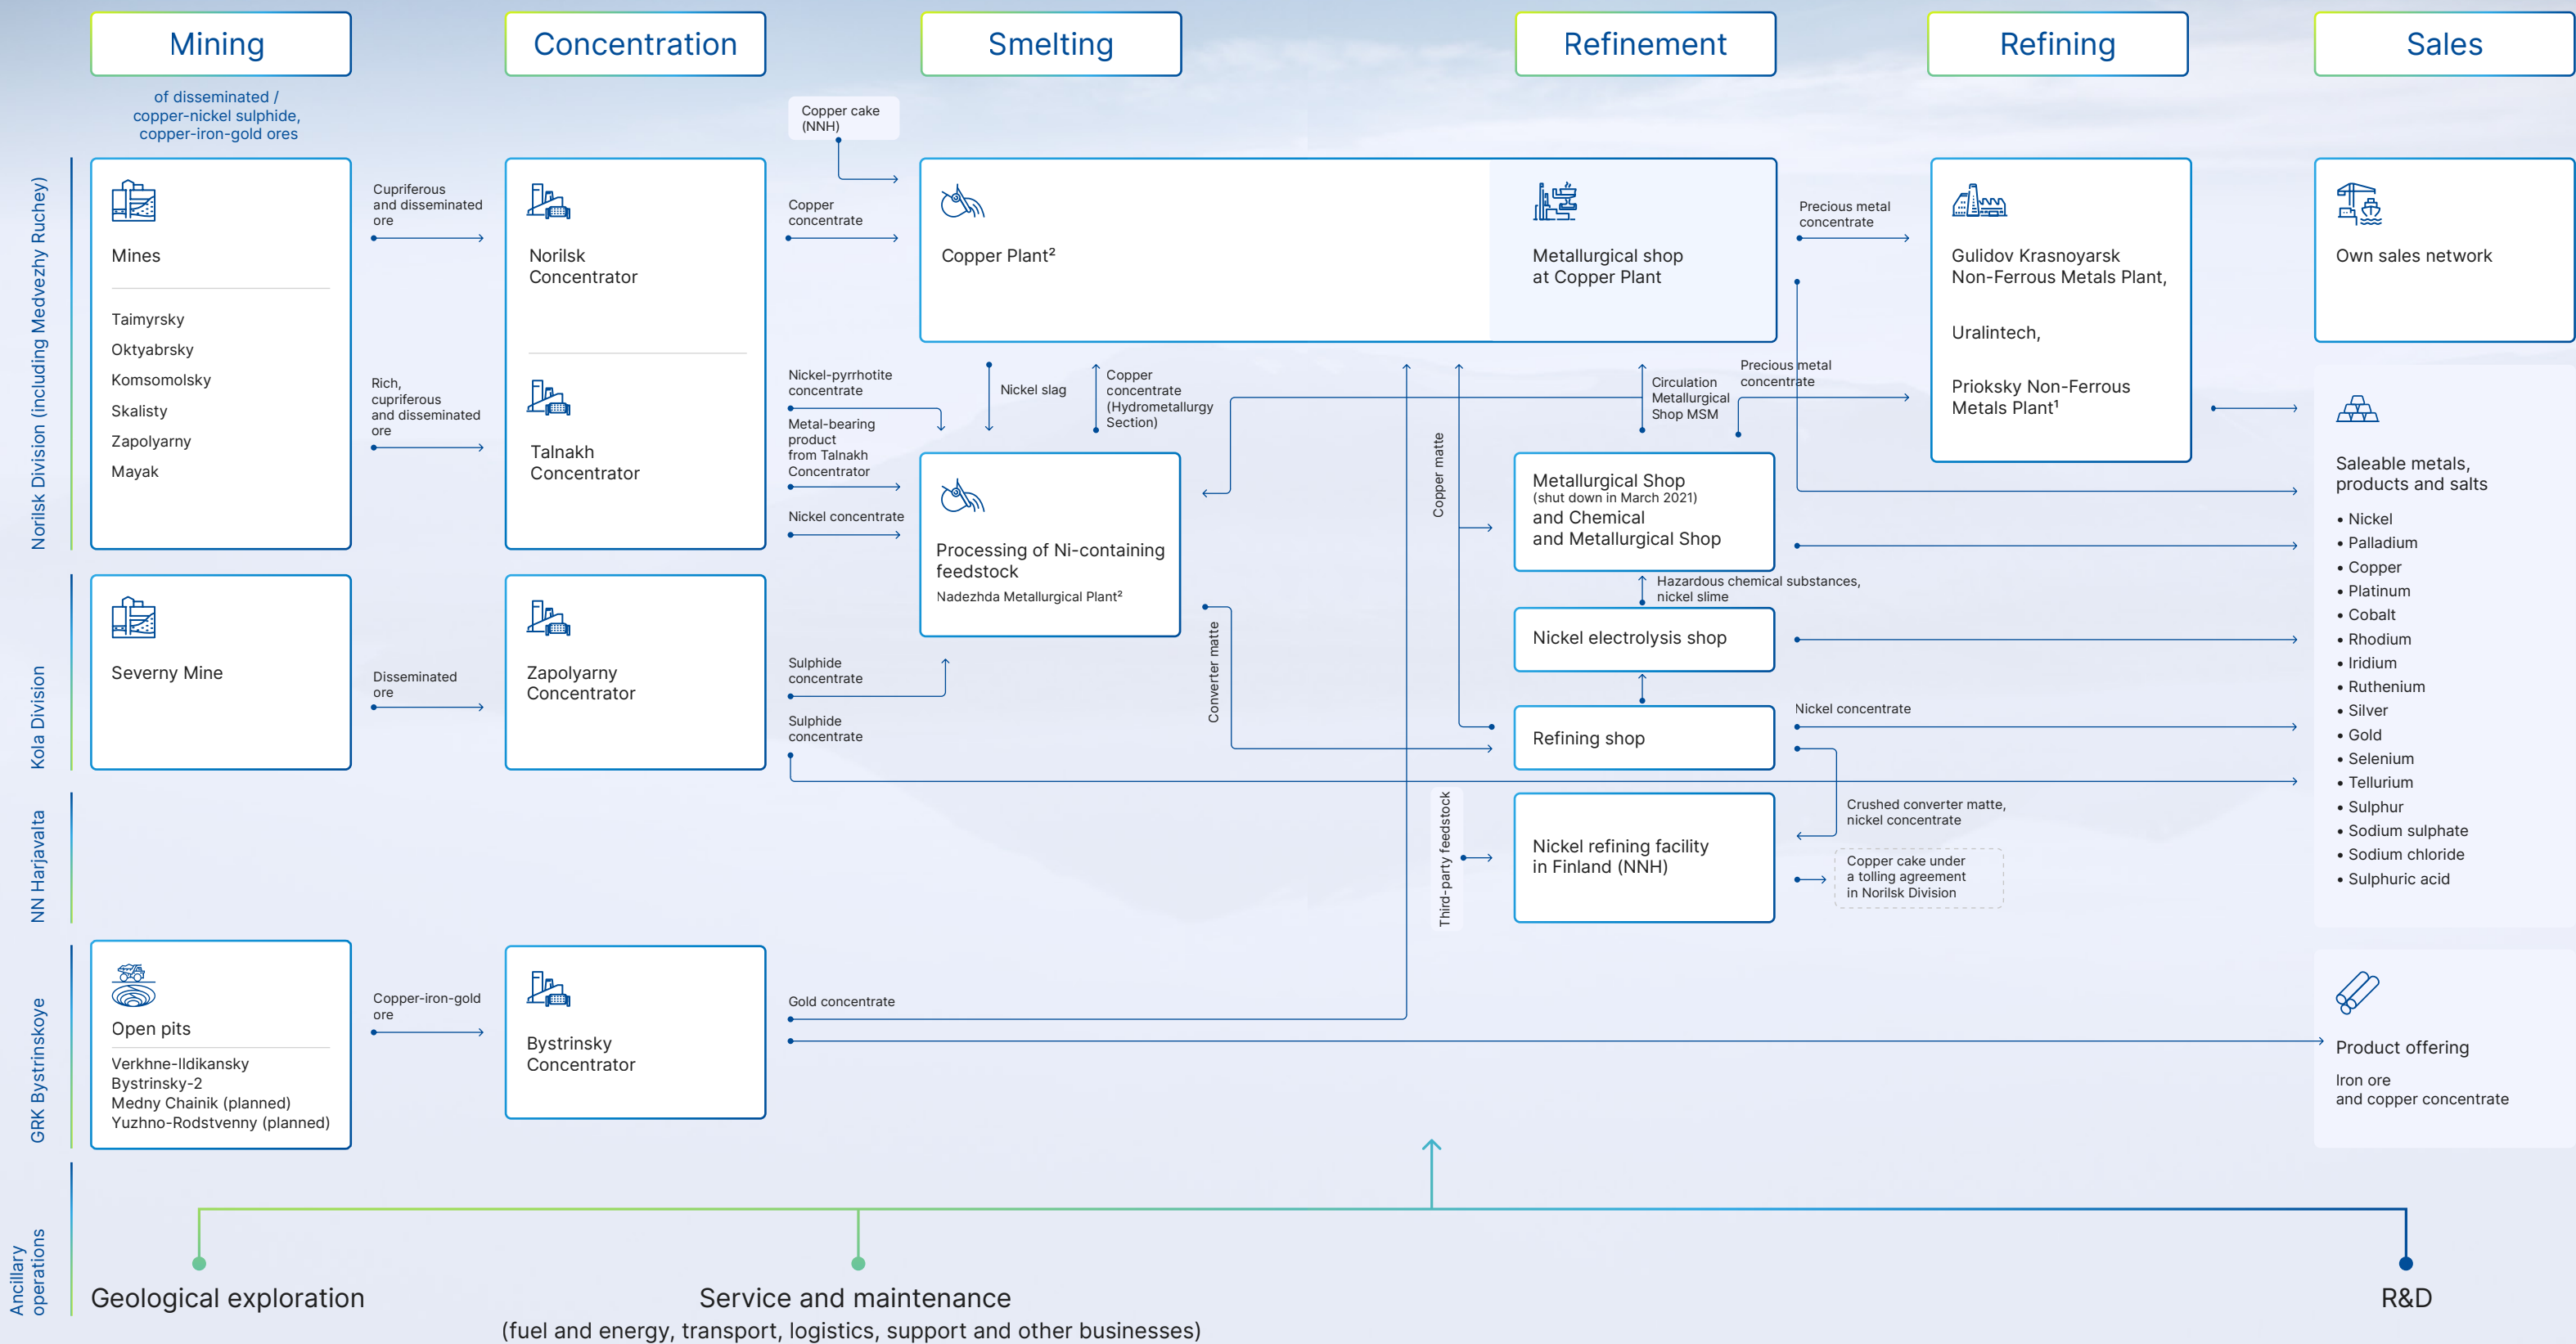 Mining
Concentration
Smelting
Refinement
Refining
Sales
of disseminated /
copper-nickel sulphide,
copper-iron-gold ores
Norilsk Division (including Medvezhy Ruchey)
Mines
Taimyrsky
Oktyabrsky
Komsomolsky
Skalisty
Zapolyarny
Mayak
Cupriferous
and disseminated
ore
Rich,
cupriferous
and disseminated
ore
Norilsk
Concentrator
Talnakh
Concentrator
Copper cake
(NNH)
Copper
concentrate
Nickel-pyrrhotite
concentrate
Metal-bearing
product
from Talnakh
Concentrator
Nickel concentrate
Copper Plant²
Metallurgical shop
at Copper Plant
Nickel slag
Copper
concentrate
(Hydrometallurgy
Section)
Processing of Ni-containing
feedstock
Nadezhda Metallurgical Plant²
Copper matte
Circulation
Metallurgical
Shop MSM
Precious metal
concentrate
Precious metal
concentrate
Metallurgical Shop
(shut down in March 2021)
and Chemical
and Metallurgical Shop
Hazardous chemical substances,
nickel slime
Nickel electrolysis shop
Refining shop
Gulidov Krasnoyarsk
Non-Ferrous Metals Plant,
Uralintech,
Prioksky Non-Ferrous
Metals Plant¹
Own sales network
Saleable metals,
products and salts
• Nickel
• Palladium
• Copper
• Platinum
• Cobalt
• Rhodium
• Iridium
• Ruthenium
• Silver
• Gold
• Selenium
• Tellurium
• Sulphur
• Sodium sulphate
• Sodium chloride
• Sulphuric acid
Kola Division
Severny Mine
Disseminated
ore
Zapolyarny
Concentrator
Sulphide
concentrate
Sulphide
concentrate
Converter matte
Nickel concentrate
Crushed converter matte,
nickel concentrate
NN Harjavalta
Third-party feedstock
Nickel refining facility
in Finland (NNH)
Copper cake under
a tolling agreement
in Norilsk Division
GRK Bystrinskoye
Open pits
Verkhne-Ildikansky
Bystrinsky-2
Medny Chainik (planned)
Yuzhno-Rodstvenny (planned)
Copper-iron-gold
ore
Bystrinsky
Concentrator
Gold concentrate
Product offering
Iron ore
and copper concentrate
Ancillary
operations
Geological exploration
Service and maintenance
(fuel and energy, transport, logistics, support and other businesses)
R&D